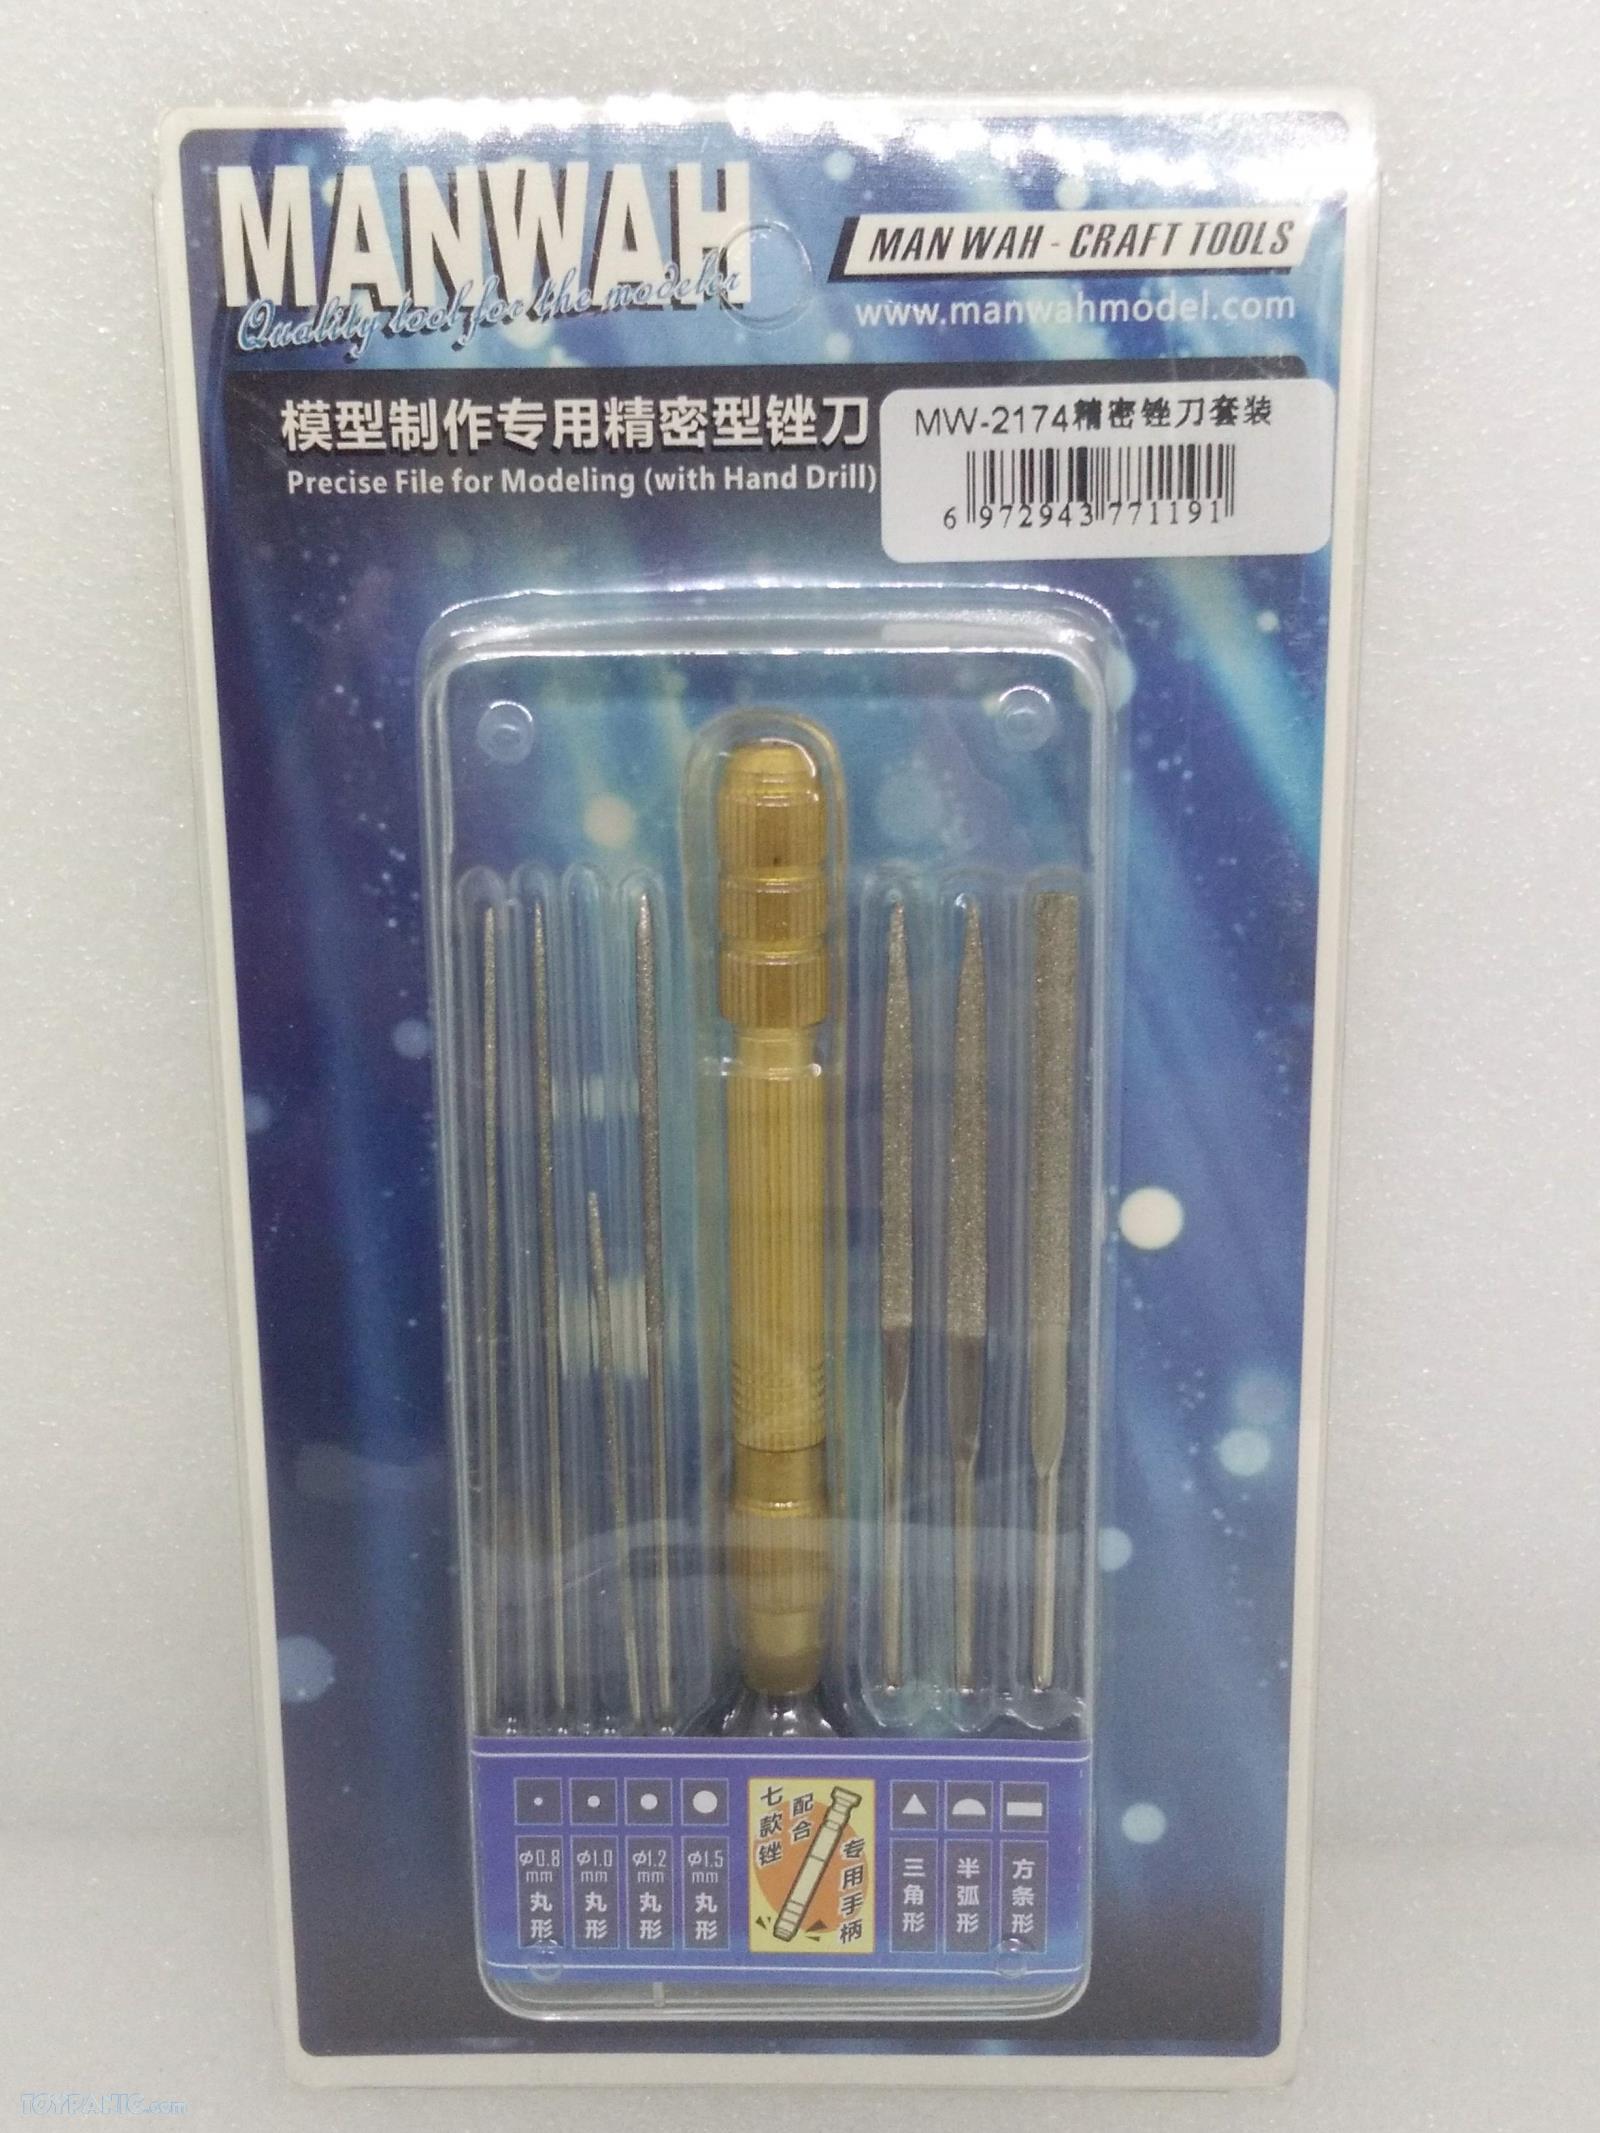 MANWAH
Quality tool for the modeler
MAN WAH - CRAFT TOOLS
www.manwahmodel.com
模型制作专用精密型锉刀
Precise File for Modeling (with Hand Drill)
MW-2174精密锉刀套装
6 972943 771191
φ0.8 mm 丸形
φ1.0 mm 丸形
φ1.2 mm 丸形
φ1.5 mm 丸形
七款锉
配合
专用手柄
三角形
半弧形
方条形
TOYPANIC.com